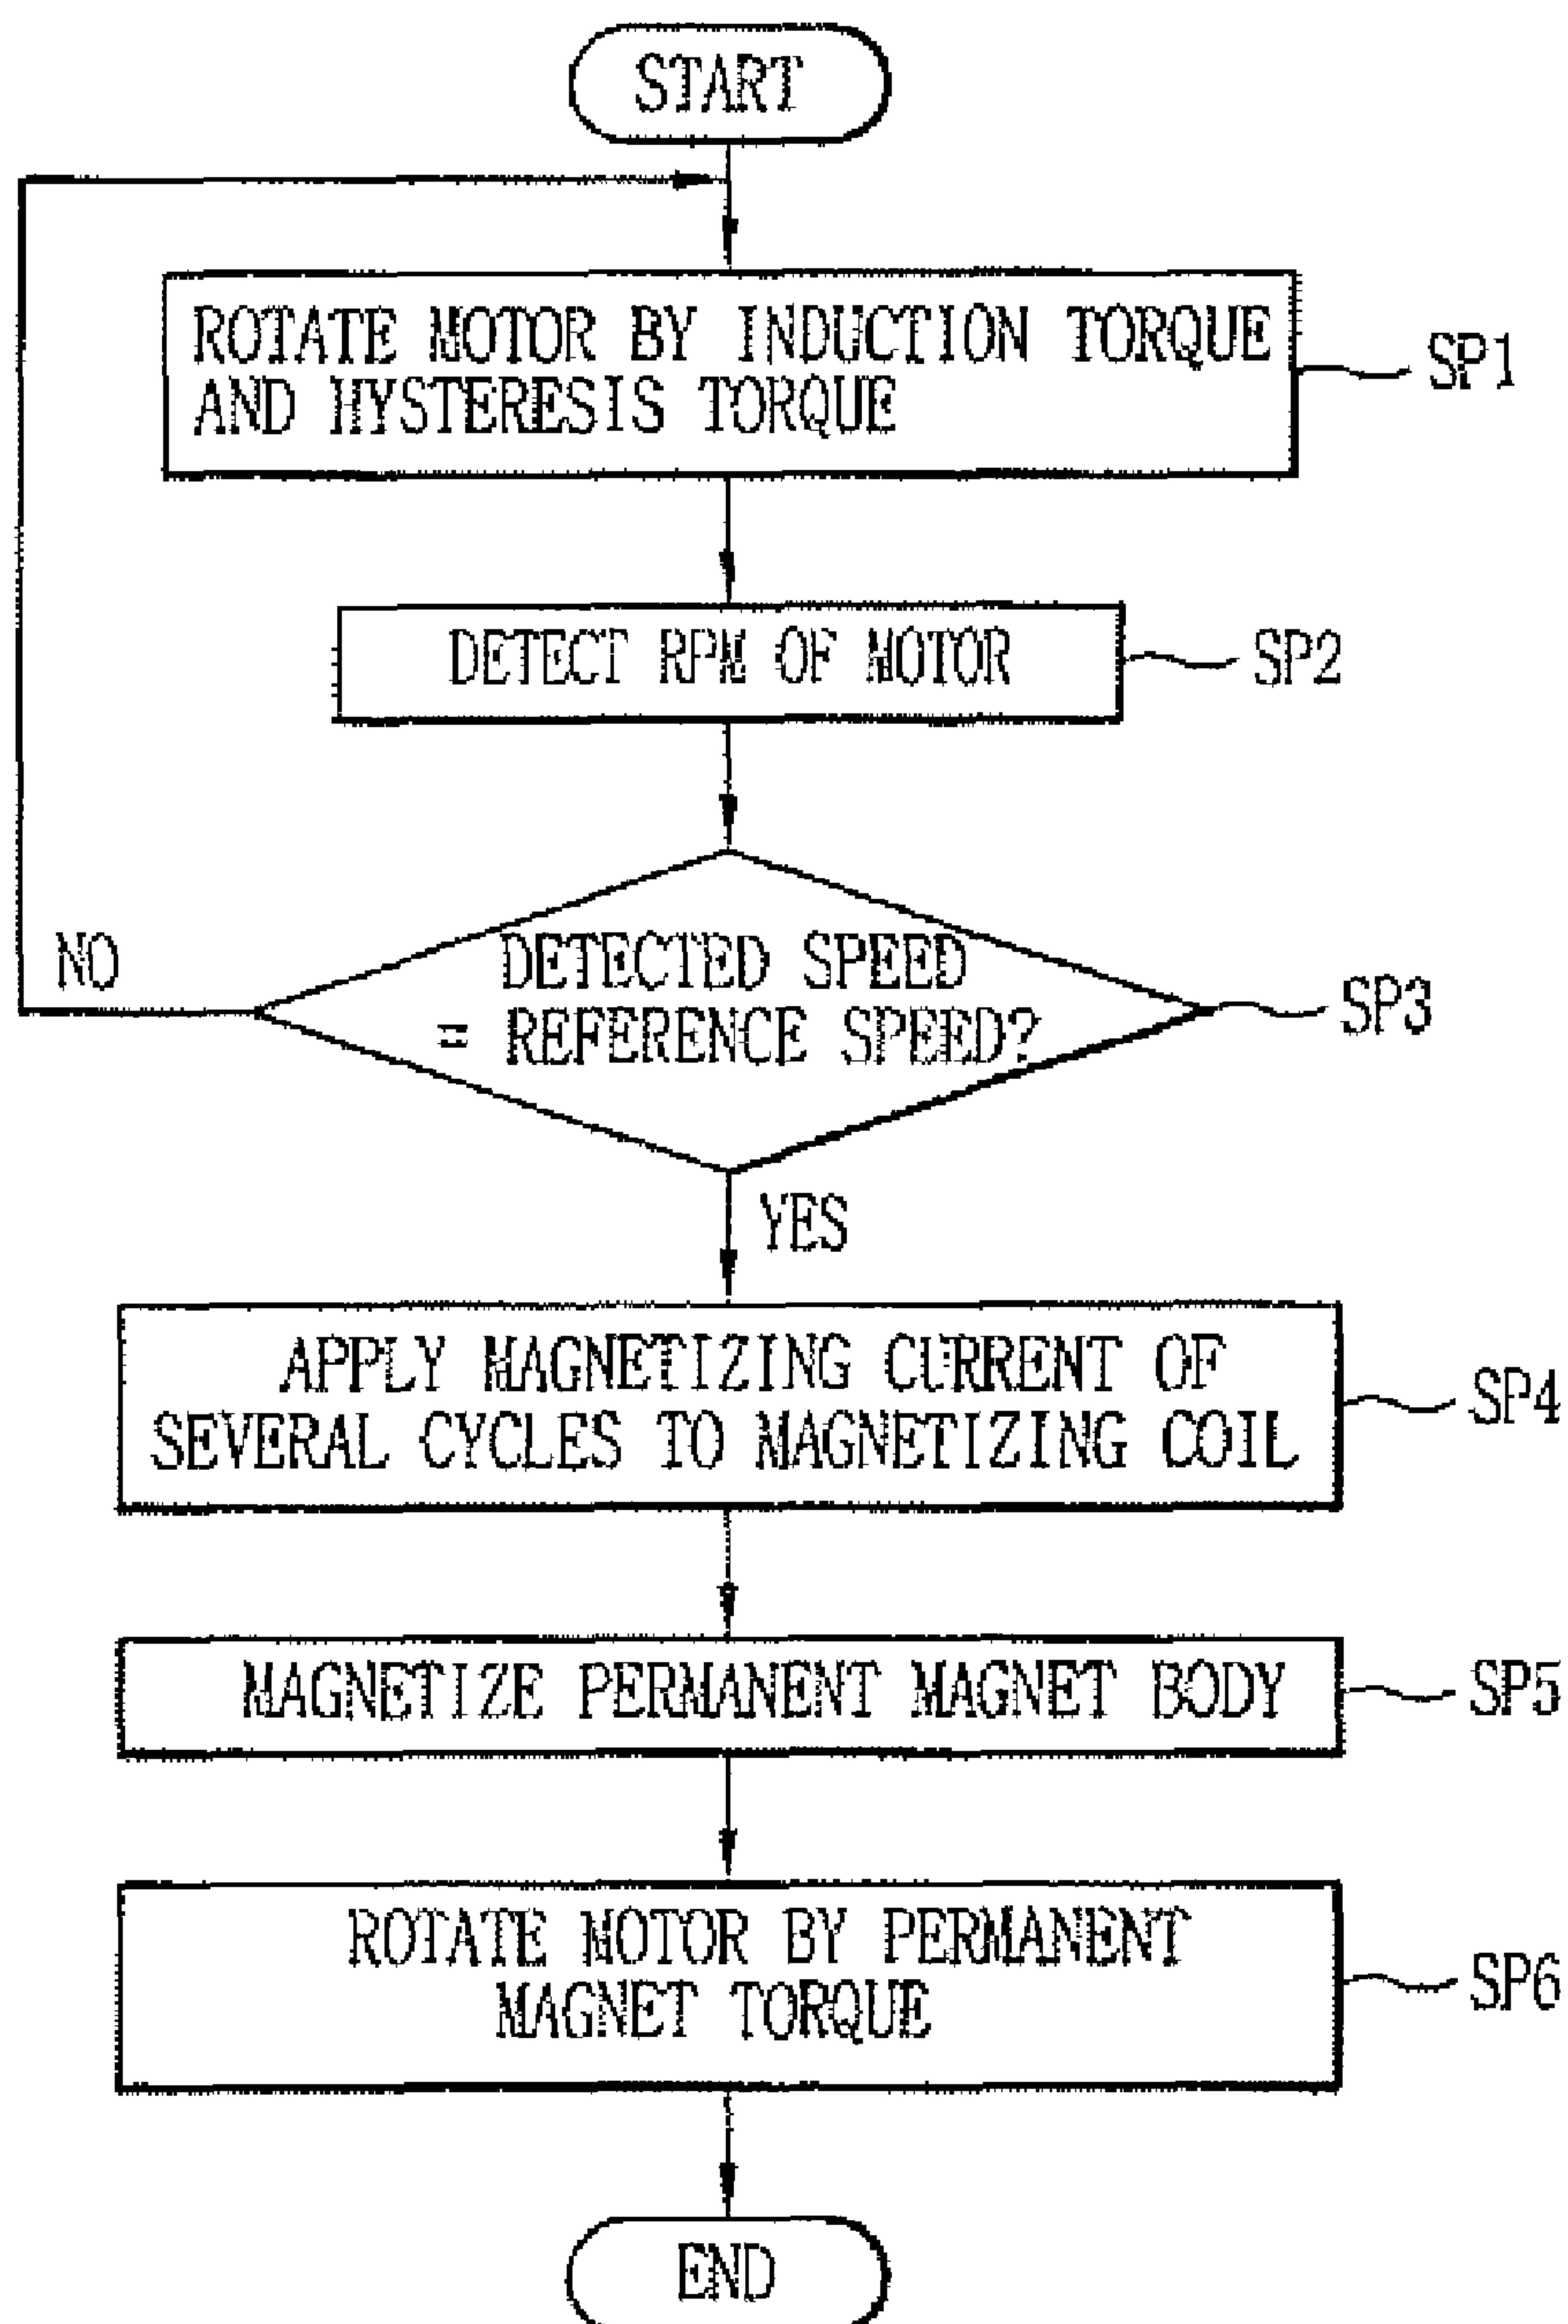 START
ROTATE MOTOR BY INDUCTION TORQUE
AND HYSTERESIS TORQUE
SP1
DETECT RPM OF MOTOR
SP2
NO
DETECTED SPEED
= REFERENCE SPEED?
SP3
YES
APPLY MAGNETIZING CURRENT OF
SEVERAL CYCLES TO MAGNETIZING COIL
SP4
MAGNETIZE PERMANENT MAGNET BODY
SP5
ROTATE MOTOR BY PERMANENT
MAGNET TORQUE
SP6
END